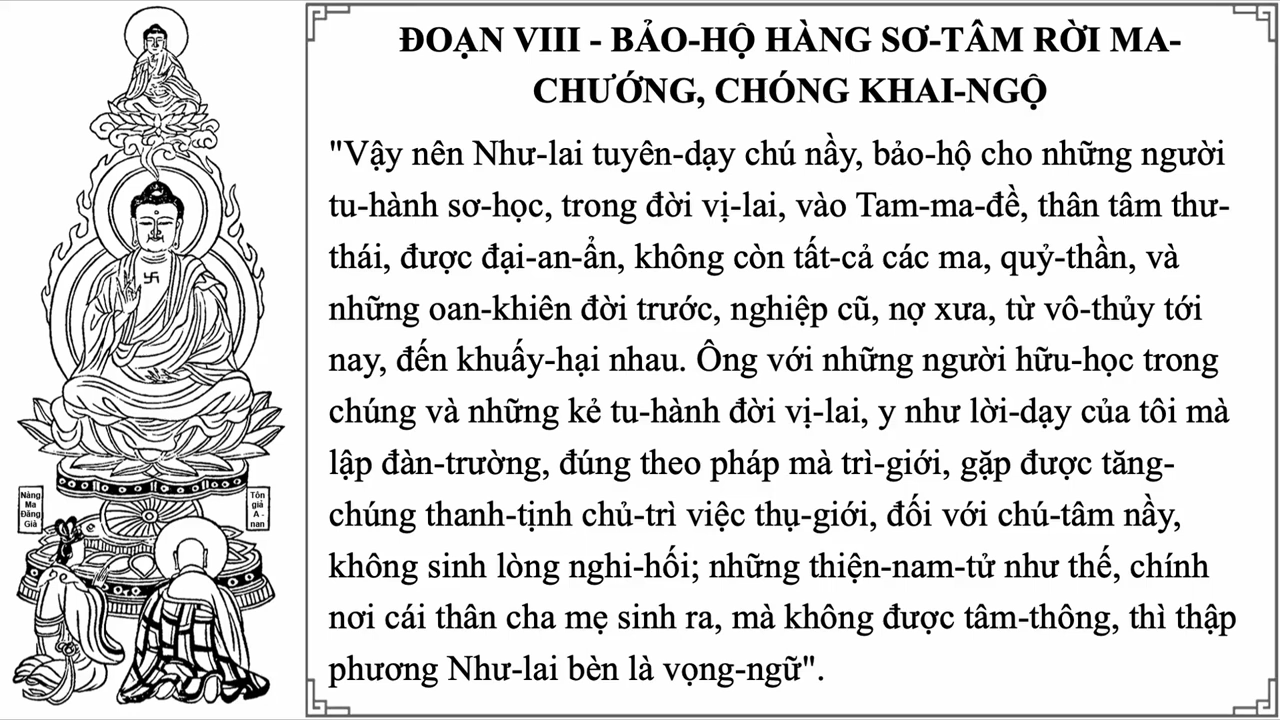 ĐOẠN VIII - BẢO-HỘ HÀNG SƠ-TÂM RỜI MA-
CHƯỚNG, CHÓNG KHAI-NGỘ
"Vậy nên Như-lai tuyên-dạy chú nầy, bảo-hộ cho những người
tu-hành sơ-học, trong đời vị-lai, vào Tam-ma-đề, thân tâm thư-
thái, được đại-an-ẩn, không còn tất-cả các ma, quỷ-thần, và
những oan-khiên đời trước, nghiệp cũ, nợ xưa, từ vô-thủy tới
nay, đến khuấy-hại nhau. Ông với những người hữu-học trong
chúng và những kẻ tu-hành đời vị-lai, y như lời-dạy của tôi mà
lập đàn-trường, đúng theo pháp mà trì-giới, gặp được tăng-
chúng thanh-tịnh chủ-trì việc thụ-giới, đối với chú-tâm nầy,
không sinh lòng nghi-hối; những thiện-nam-tử như thế, chính
nơi cái thân cha mẹ sinh ra, mà không được tâm-thông, thì thập
phương Như-lai bèn là vọng-ngữ".
Nàng
Ma
Đăng
Già
Tôn
giả
A -
nan